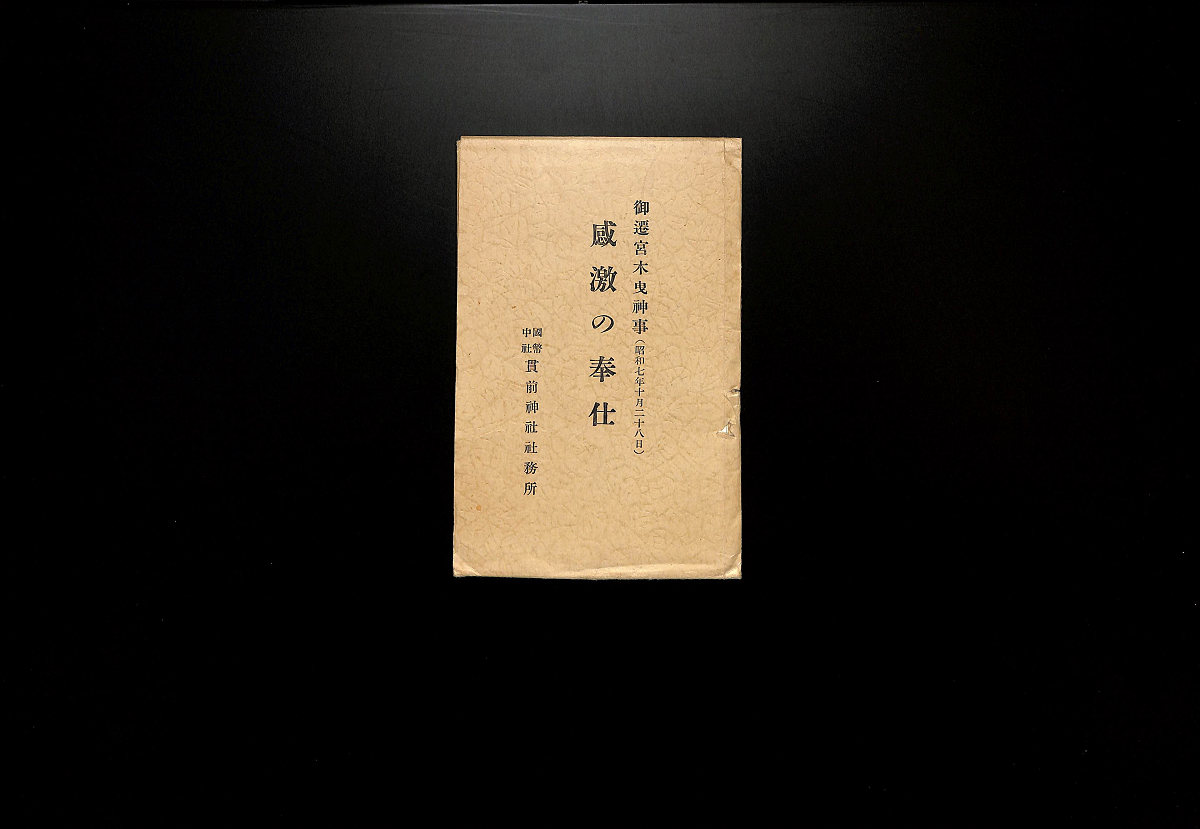 御遷宮木曳神事(昭和七年十月二十八日)
感激の奉仕
國幣中社貫前神社社務所